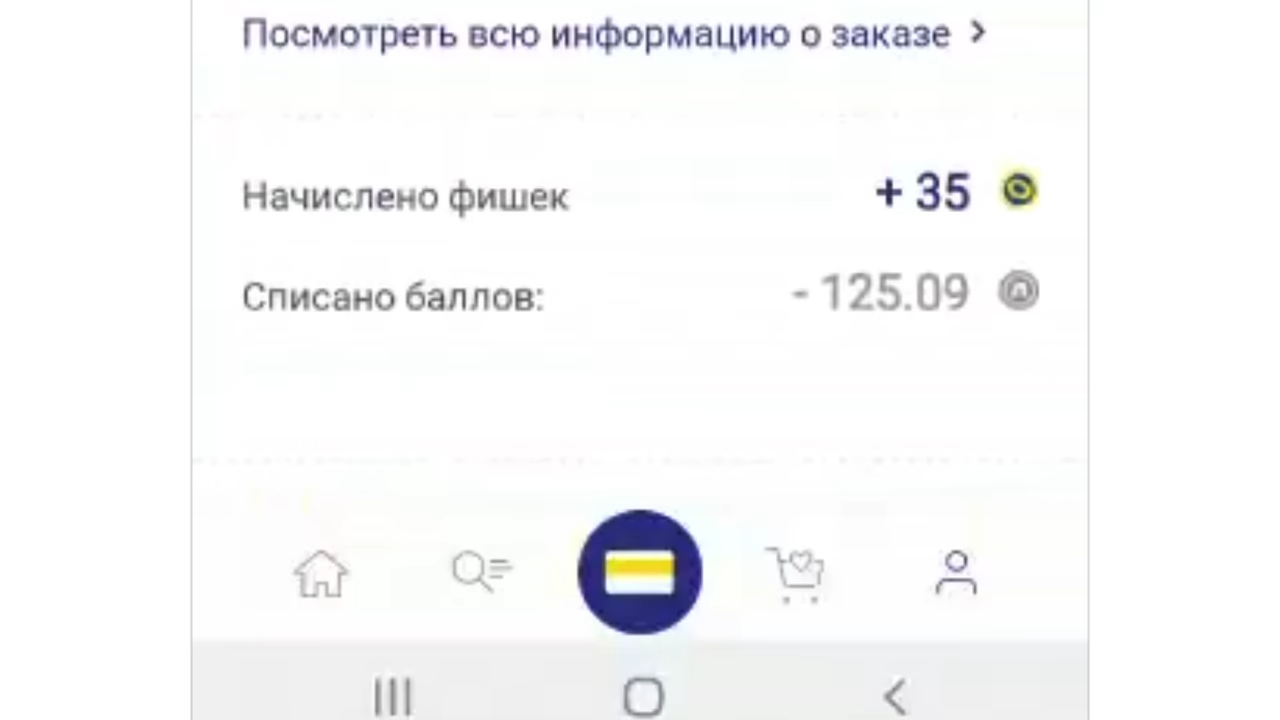 Посмотреть всю информацию о заказе >
Начислено фишек + 35
Списано баллов: - 125.09